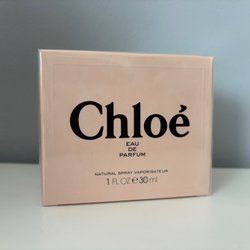 Chloé
EAU
DE
PARFUM
NATURAL SPRAY VAPORISATEUR
1 FL.OZ ℮ 30 ml